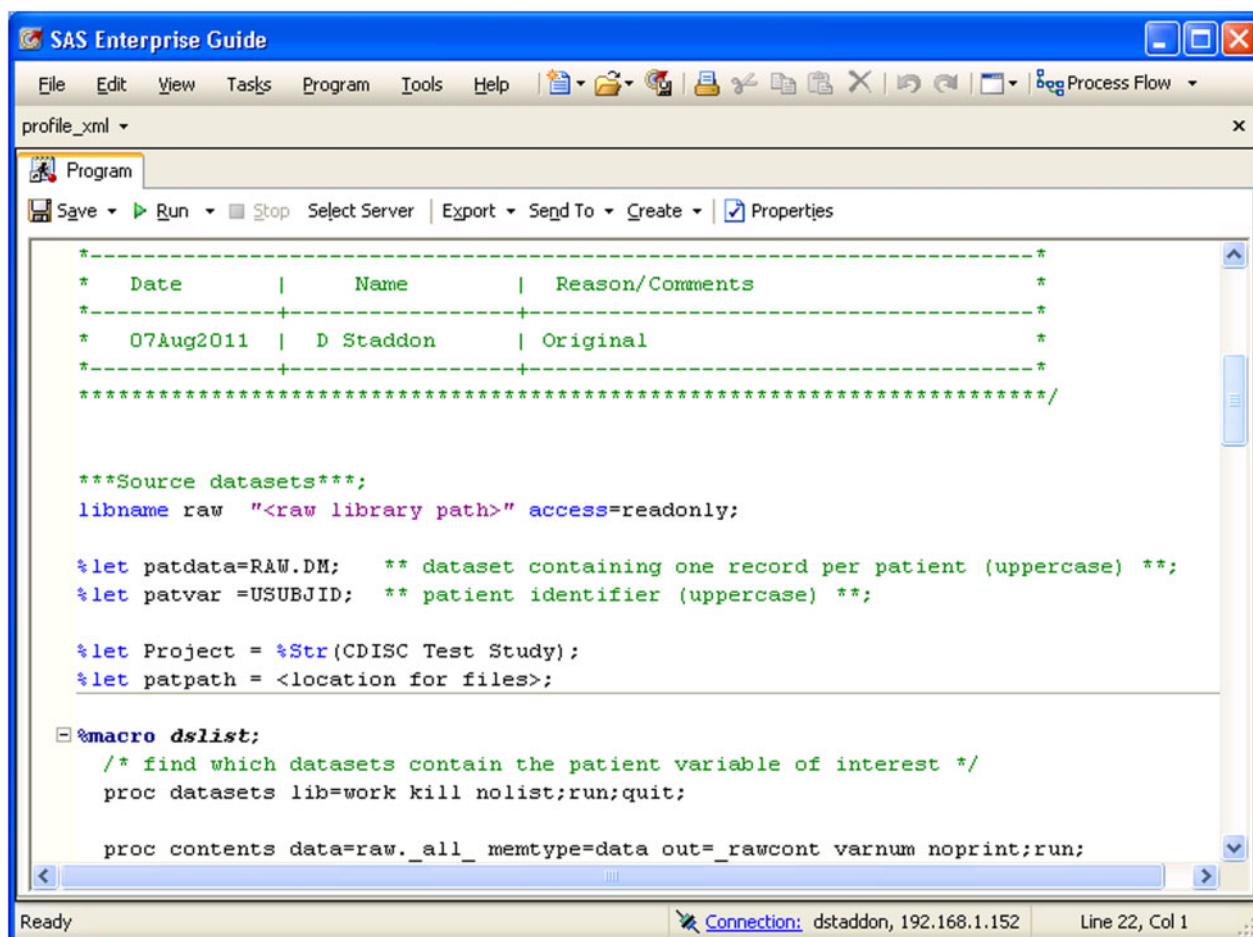 SAS Enterprise Guide
File Edit View Tasks Program Tools Help Process Flow
profile_xml
Program
Save Run Stop Select Server Export Send To Create Properties
*-----------------------------------------------------------------------*
*   Date       |     Name        |  Reason/Comments                     *
*--------------+-----------------+--------------------------------------*
*   07Aug2011  |  D Staddon      | Original                             *
*--------------+-----------------+--------------------------------------*
*************************************************************************/
***Source datasets***;
libname raw  "<raw library path>" access=readonly;
%let patdata=RAW.DM;   ** dataset containing one record per patient (uppercase) **;
%let patvar =USUBJID;  ** patient identifier (uppercase) **;
%let Project = %Str(CDISC Test Study);
%let patpath = <location for files>;
%macro dslist;
/* find which datasets contain the patient variable of interest */
proc datasets lib=work kill nolist;run;quit;
proc contents data=raw._all_ memtype=data out=_rawcont varnum noprint;run;
Ready Connection: dstaddon, 192.168.1.152 Line 22, Col 1